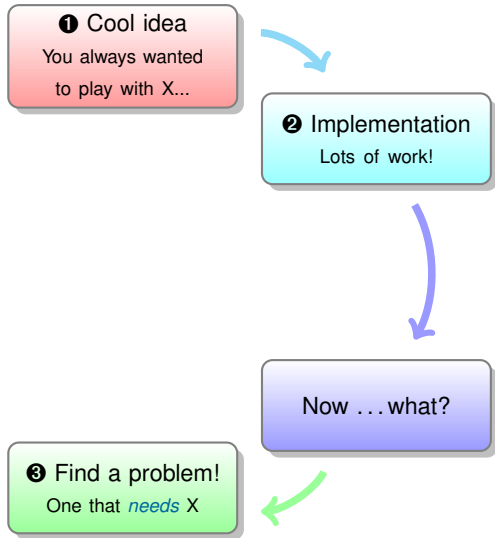 ❶ Cool idea
You always wanted
to play with X...
❷ Implementation
Lots of work!
Now ...what?
❸ Find a problem!
One that needs X